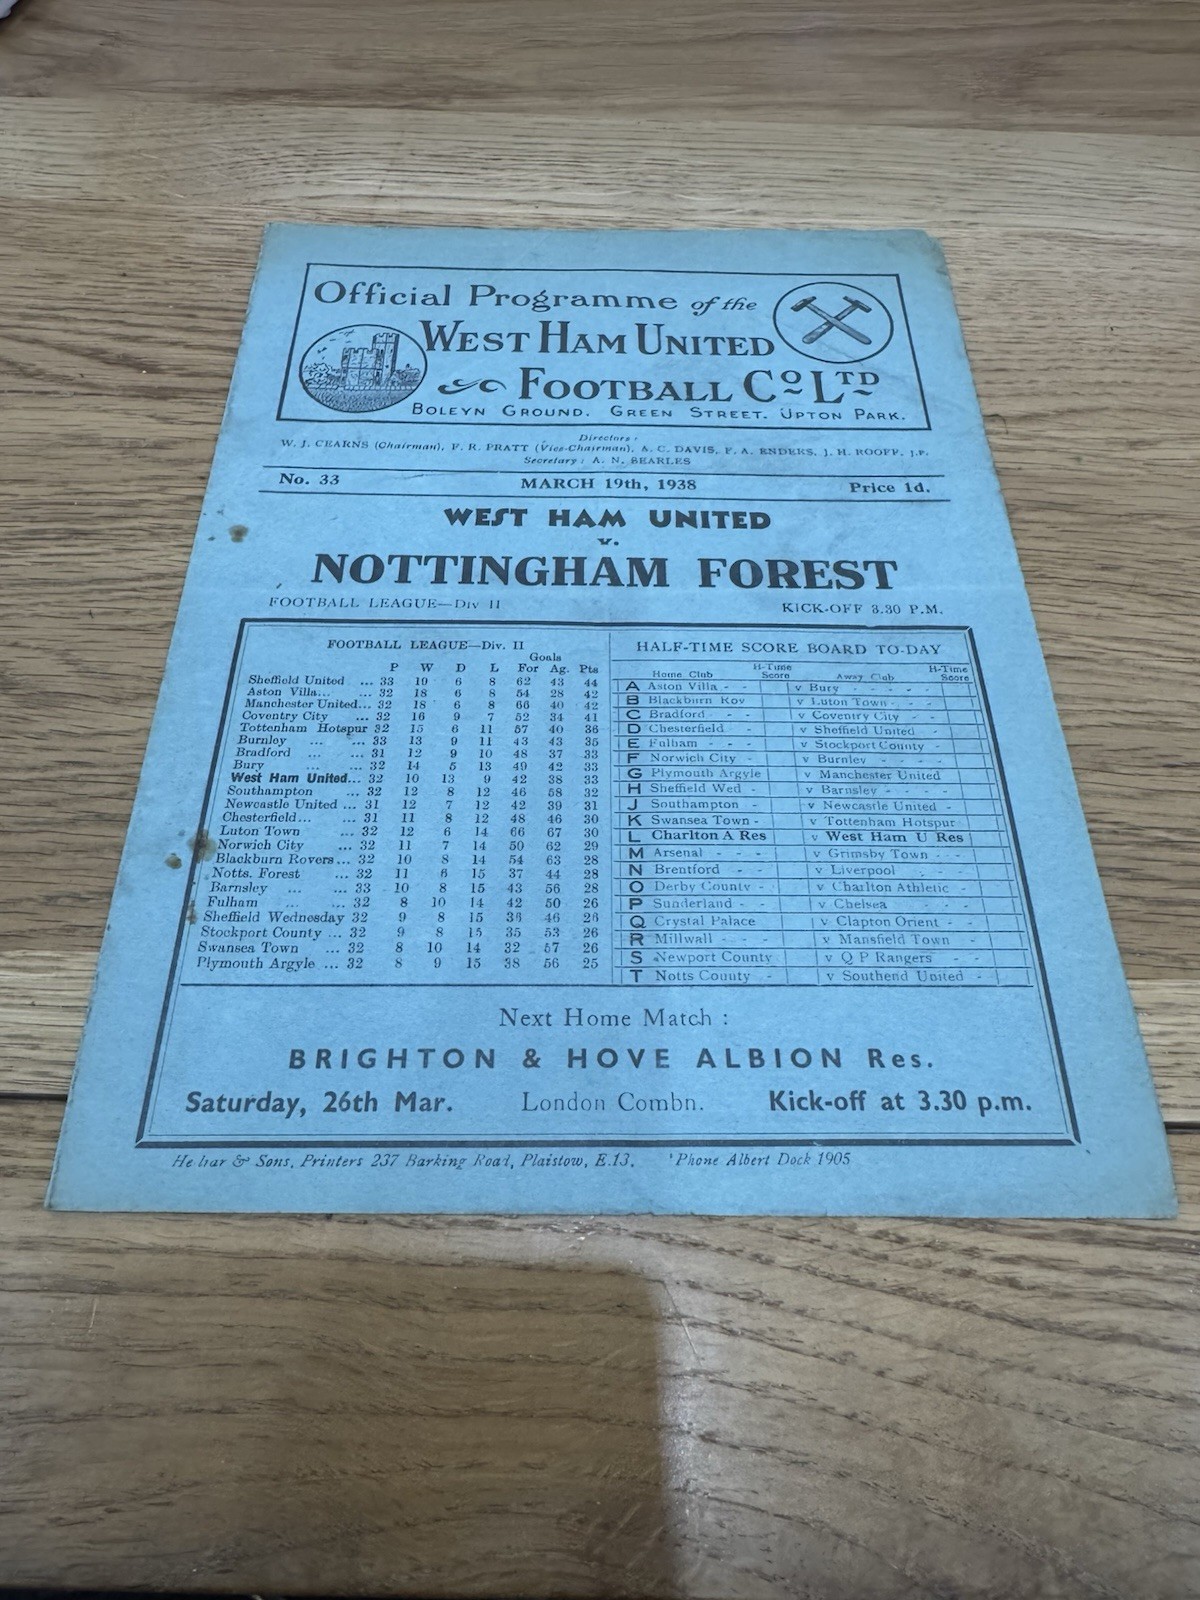 Official Programme of the
WEST HAM UNITED
FOOTBALL CO LTD
BOLEYN GROUND. GREEN STREET. UPTON PARK.
Directors:
W. J. CEARNS (Chairman), F. R. PRATT (Vice-Chairman), A. C. DAVIS, F. A. ENDERS, J. H. ROOFF, J.P.
Secretary: A. N. SEARLES
No. 33 MARCH 19th, 1938 Price 1d.
WEST HAM UNITED
v.
NOTTINGHAM FOREST
FOOTBALL LEAGUE—Div II KICK-OFF 3.30 P.M.
FOOTBALL LEAGUE—Div. II
Goals
P W D L For Ag. Pts
Sheffield United ... 33 19 6 8 62 43 44
Aston Villa... ... 32 18 6 8 54 28 42
Manchester United... 32 18 6 8 66 40 42
Coventry City ... 32 16 9 7 52 34 41
Tottenham Hotspur 32 15 6 11 57 40 36
Burnley ... ... 33 13 9 11 43 43 35
Bradford ... ... 31 12 9 10 48 37 33
Bury ... ... 32 14 5 13 49 42 33
West Ham United... 32 10 13 9 42 38 33
Southampton ... 32 12 8 12 46 58 32
Newcastle United ... 31 12 7 12 42 39 31
Chesterfield... ... 31 11 8 12 48 46 30
Luton Town ... 32 12 6 14 66 67 30
Norwich City ... 32 11 7 14 50 62 29
Blackburn Rovers... 32 10 8 14 54 63 28
Notts. Forest ... 32 11 6 15 37 44 28
Barnsley ... ... 33 10 8 15 43 56 28
Fulham ... ... 32 8 10 14 42 50 26
Sheffield Wednesday 32 9 8 15 36 46 26
Stockport County ... 32 9 8 15 35 53 26
Swansea Town ... 32 8 10 14 32 57 26
Plymouth Argyle ... 32 8 9 15 38 56 25
HALF-TIME SCORE BOARD TO-DAY
Home Club H-Time Score Away Club H-Time Score
A Aston Villa - - v Bury - - - - -
B Blackburn Rov v Luton Town - - -
C Bradford - - - v Coventry City - -
D Chesterfield - v Sheffield United -
E Fulham - - - v Stockport County -
F Norwich City - v Burnley - - -
G Plymouth Argyle v Manchester United
H Sheffield Wed - v Barnsley - - - -
J Southampton - v Newcastle United -
K Swansea Town - v Tottenham Hotspur
L Charlton A Res v West Ham U Res
M Arsenal - - - v Grimsby Town - - -
N Brentford - - v Liverpool - - - -
O Derby County - v Charlton Athletic -
P Sunderland - - v Chelsea - - - -
Q Crystal Palace v Clapton Orient - -
R Millwall - - - v Mansfield Town -
S Newport County v Q P Rangers - -
T Notts County - v Southend United -
Next Home Match :
BRIGHTON & HOVE ALBION Res.
Saturday, 26th Mar. London Combn. Kick-off at 3.30 p.m.
& Sons, Printers 237 Barking Road, Plaistow, E.13. 'Phone Albert Dock 1905